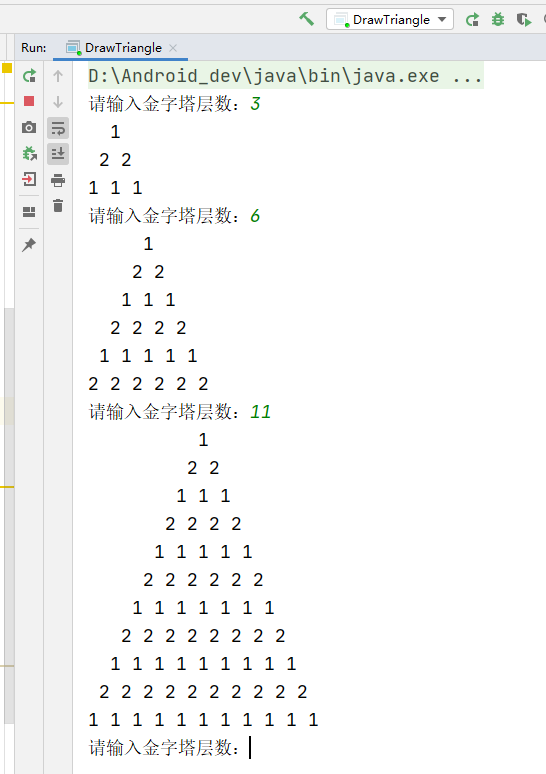 DrawTriangle
Run: DrawTriangle
D:\Android_dev\java\bin\java.exe ...
请输入金字塔层数：3
1
2 2
1 1 1
请输入金字塔层数：6
1
2 2
1 1 1
2 2 2 2
1 1 1 1 1
2 2 2 2 2 2
请输入金字塔层数：11
1
2 2
1 1 1
2 2 2 2
1 1 1 1 1
2 2 2 2 2 2
1 1 1 1 1 1 1
2 2 2 2 2 2 2 2
1 1 1 1 1 1 1 1 1
2 2 2 2 2 2 2 2 2 2
1 1 1 1 1 1 1 1 1 1 1
请输入金字塔层数：